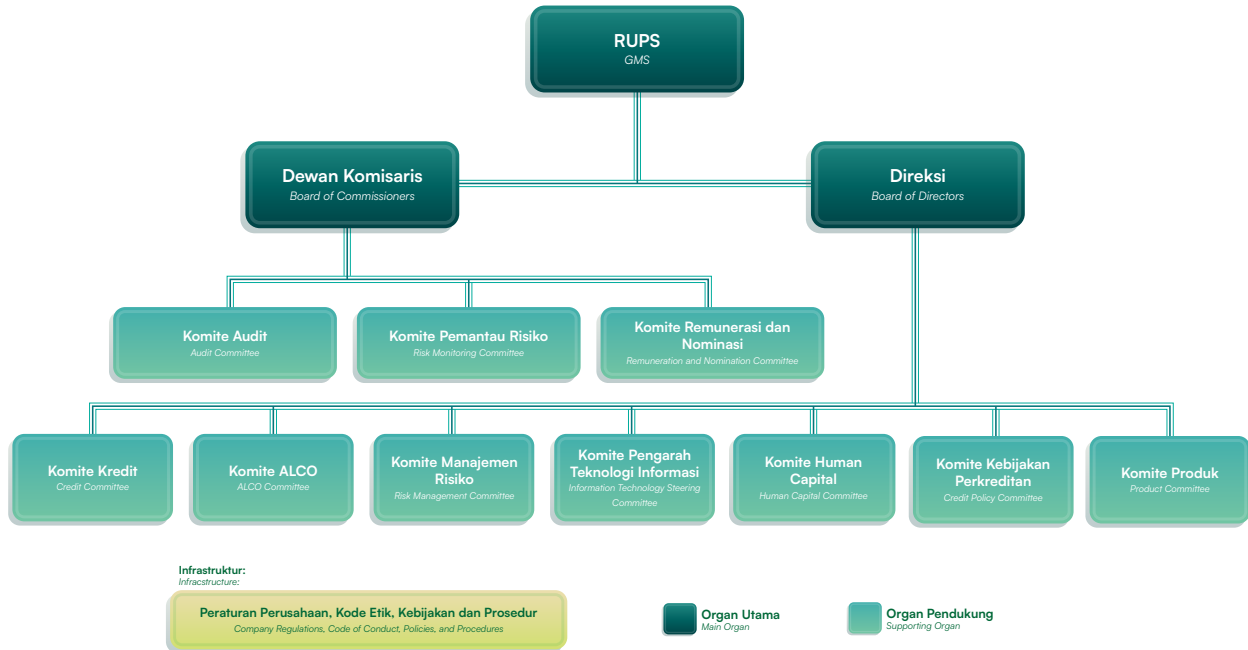 RUPS
GMS
Dewan Komisaris
Board of Commissioners
Direksi
Board of Directors
Komite Audit
Audit Committee
Komite Pemantau Risiko
Risk Monitoring Committee
Komite Remunerasi dan
Nominasi
Remuneration and Nomination Committee
Komite Kredit
Credit Committee
Komite ALCO
ALCO Committee
Komite Manajemen
Risiko
Risk Management Committee
Komite Pengarah
Teknologi Informasi
Information Technology Steering
Committee
Komite Human
Capital
Human Capital Committee
Komite Kebijakan
Perkreditan
Credit Policy Committee
Komite Produk
Product Committee
Infrastruktur:
Infracstructure:
Peraturan Perusahaan, Kode Etik, Kebijakan dan Prosedur
Company Regulations, Code of Conduct, Policies, and Procedures
Organ Utama
Main Organ
Organ Pendukung
Supporting Organ